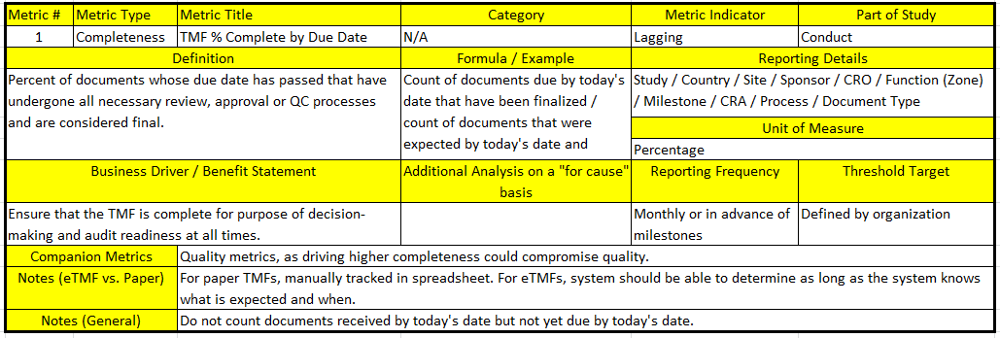 Metric # Metric Type Metric Title Category Metric Indicator Part of Study
1 Completeness TMF % Complete by Due Date N/A Lagging Conduct
Definition Formula / Example Reporting Details
Percent of documents whose due date has passed that have
undergone all necessary review, approval or QC processes
and are considered final.
Count of documents due by today's
date that have been finalized /
count of documents that were
expected by today's date and
Study / Country / Site / Sponsor / CRO / Function (Zone)
/ Milestone / CRA / Process / Document Type
Unit of Measure
Percentage
Business Driver / Benefit Statement
Additional Analysis on a "for cause"
basis
Reporting Frequency
Threshold Target
Ensure that the TMF is complete for purpose of decision-
making and audit readiness at all times.
Monthly or in advance of
milestones
Defined by organization
Companion Metrics Quality metrics, as driving higher completeness could compromise quality.
Notes (eTMF vs. Paper) For paper TMFs, manually tracked in spreadsheet. For eTMFs, system should be able to determine as long as the system knows
what is expected and when.
Notes (General) Do not count documents received by today's date but not yet due by today's date.